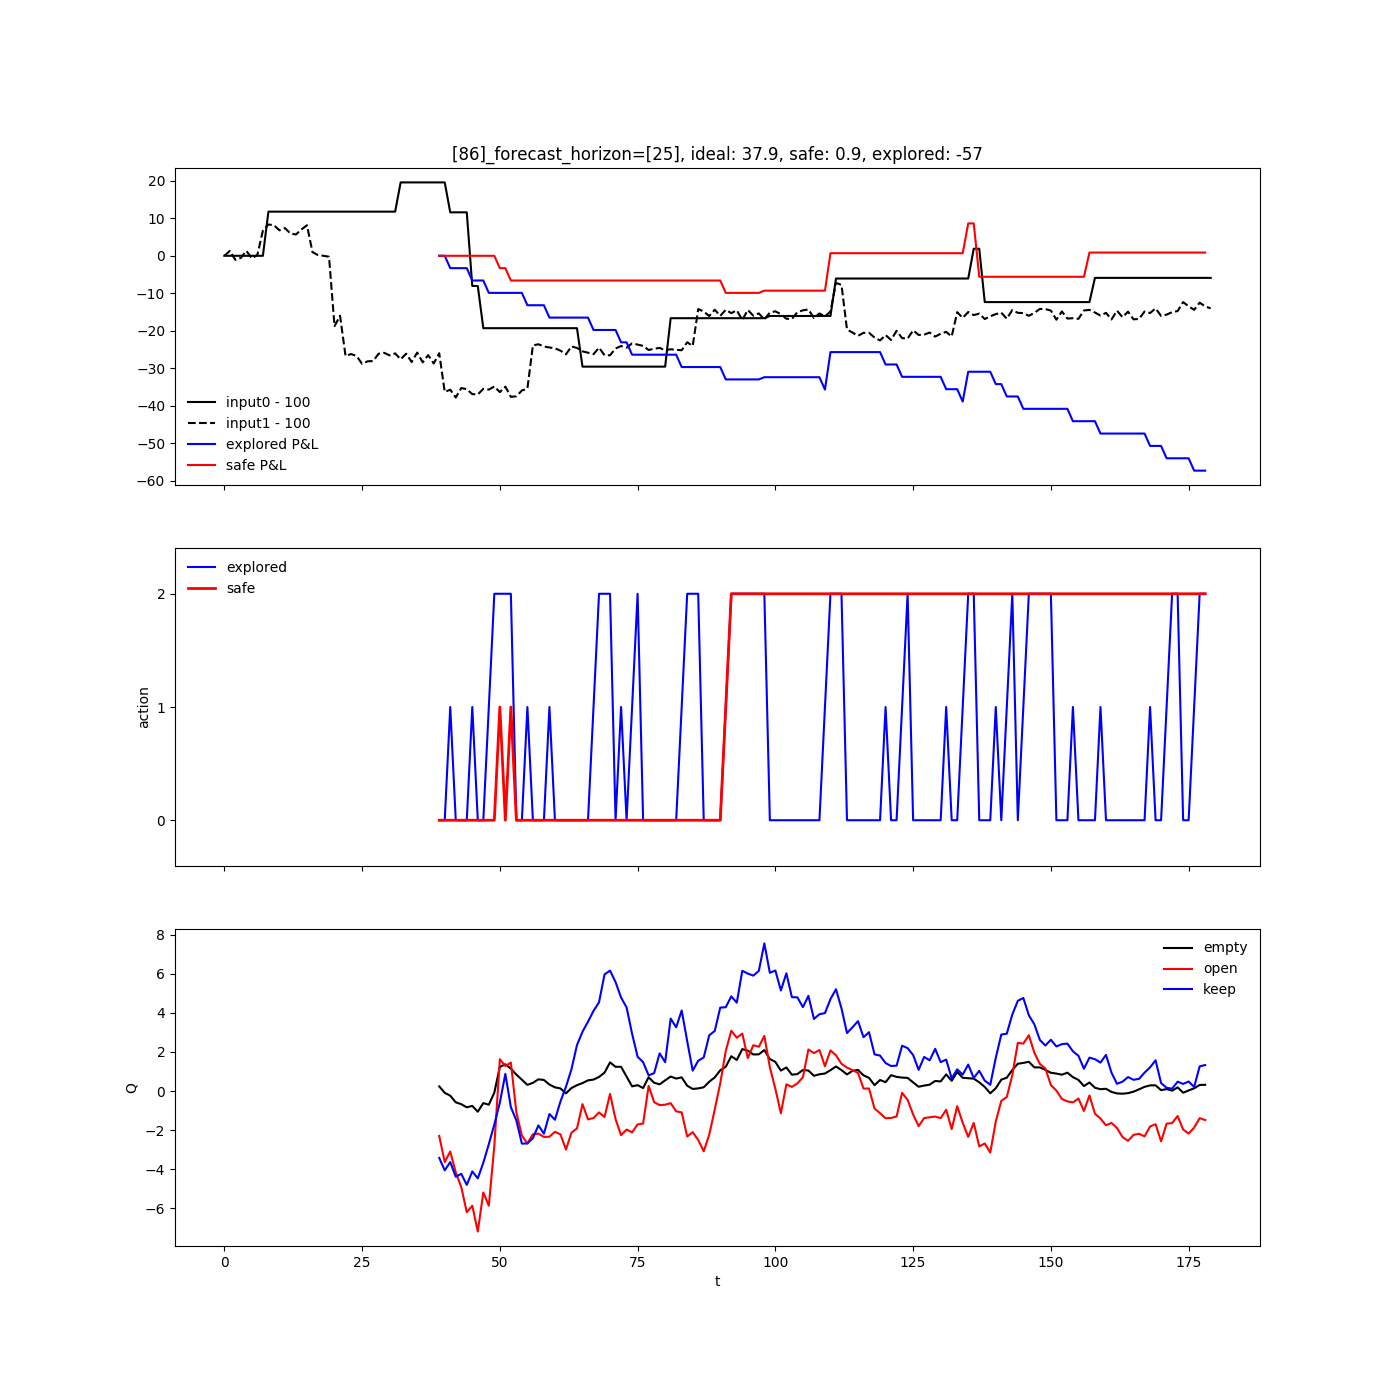 [86]_forecast_horizon=[25], ideal: 37.9, safe: 0.9, explored: -57
20
10
0
−10
−20
−30
−40
−50
−60
input0 - 100
input1 - 100
explored P&L
safe P&L
explored
safe
2
1
0
action
empty
open
keep
8
6
4
2
0
−2
−4
−6
Q
0 25 50 75 100 125 150 175
t